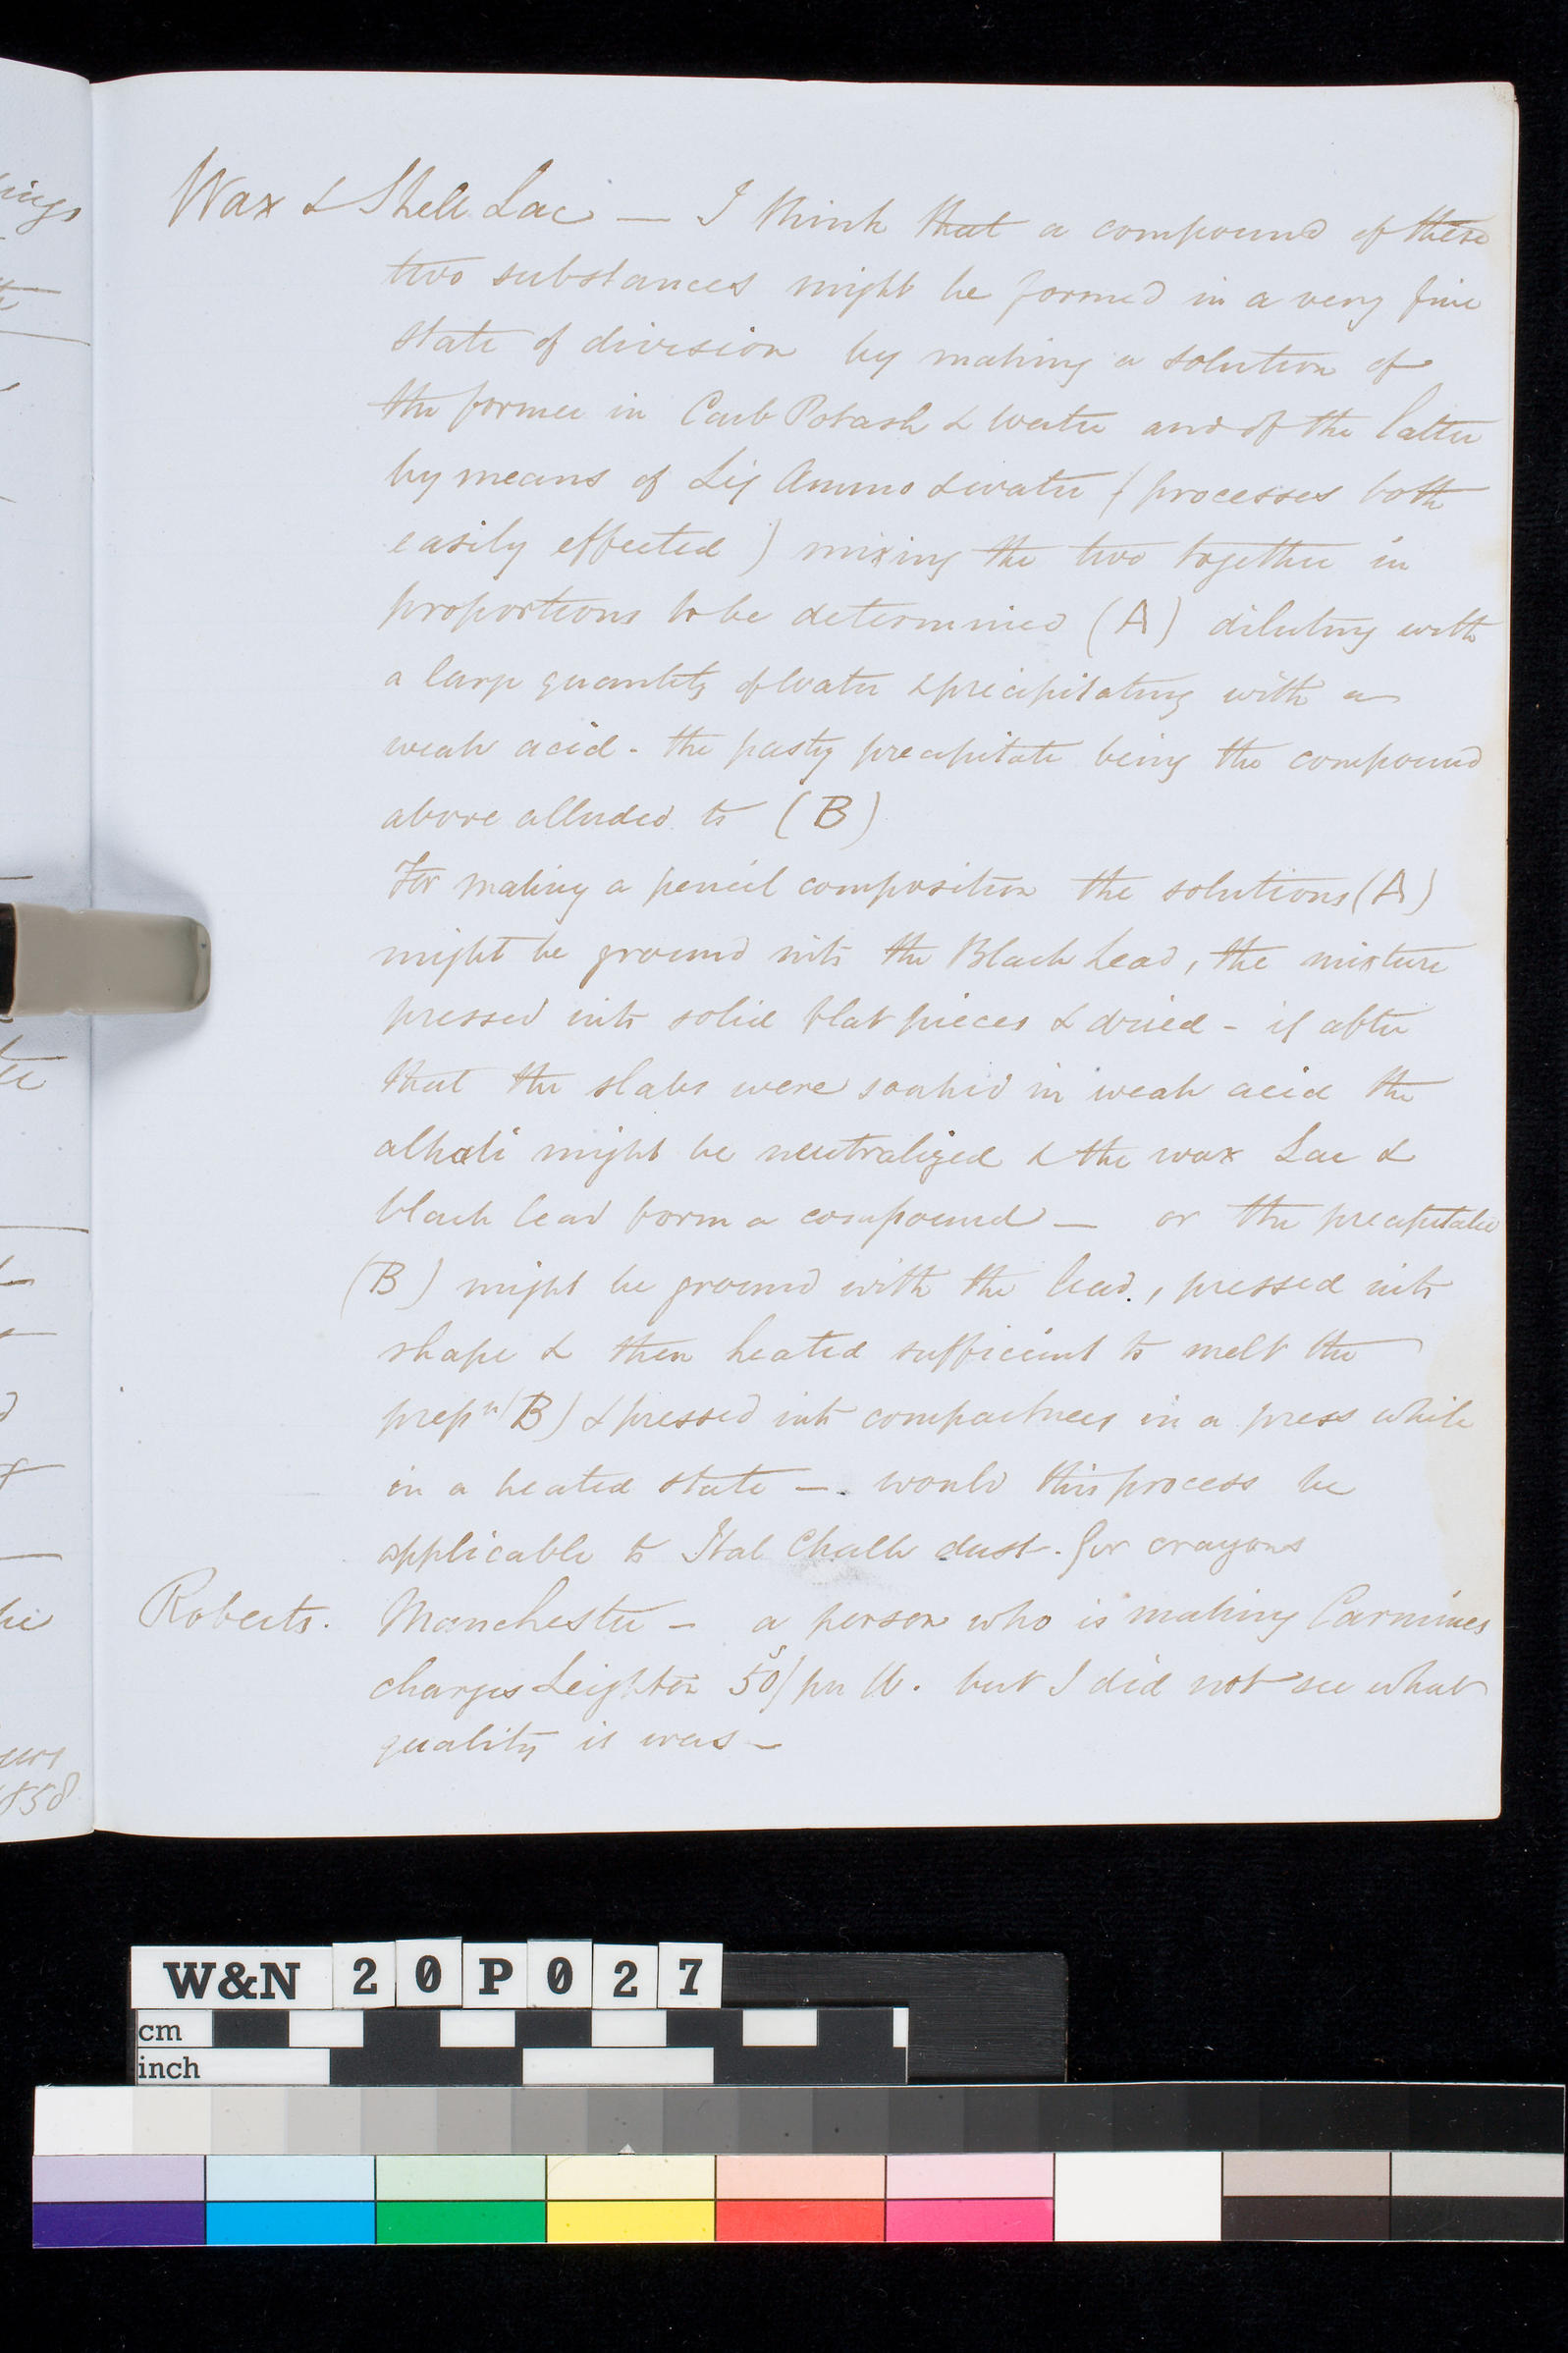 Wax & Shell Lac — I think that a compound of these
two substances might be formed in a very fine
state of division by making a solution of
the former in Carb Potash & Water and of the latter
by means of Liq Ammo & water (processes both
easily effected) mixing the two together in
proportions to be determined (A) diluting with
a large quantity of Water & precipitating with a
weak acid - the pasty precipitate being the compound
above alluded to (B)
For making a pencil composition the solutions (A)
might be ground into the Black Lead, the mixture
pressed into solid flat pieces & dried - if after
that the slabs were soaked in weak acid the
alkali might be neutralized & the wax Lac &
black lead form a compound — or the precipitate
(B) might be ground with the lead, pressed into
shape & then heated sufficient to melt the
prepn (B) & pressed into compactness in a press while
in a heated state — would this process be
applicable to Ital Chalk dust. for crayons
Roberts. Manchester - a person who is making Carmines
charges Leighton 50s/ per lb. but I did not see what
quality it was -
ings
858
W&N 20P027
cm
inch